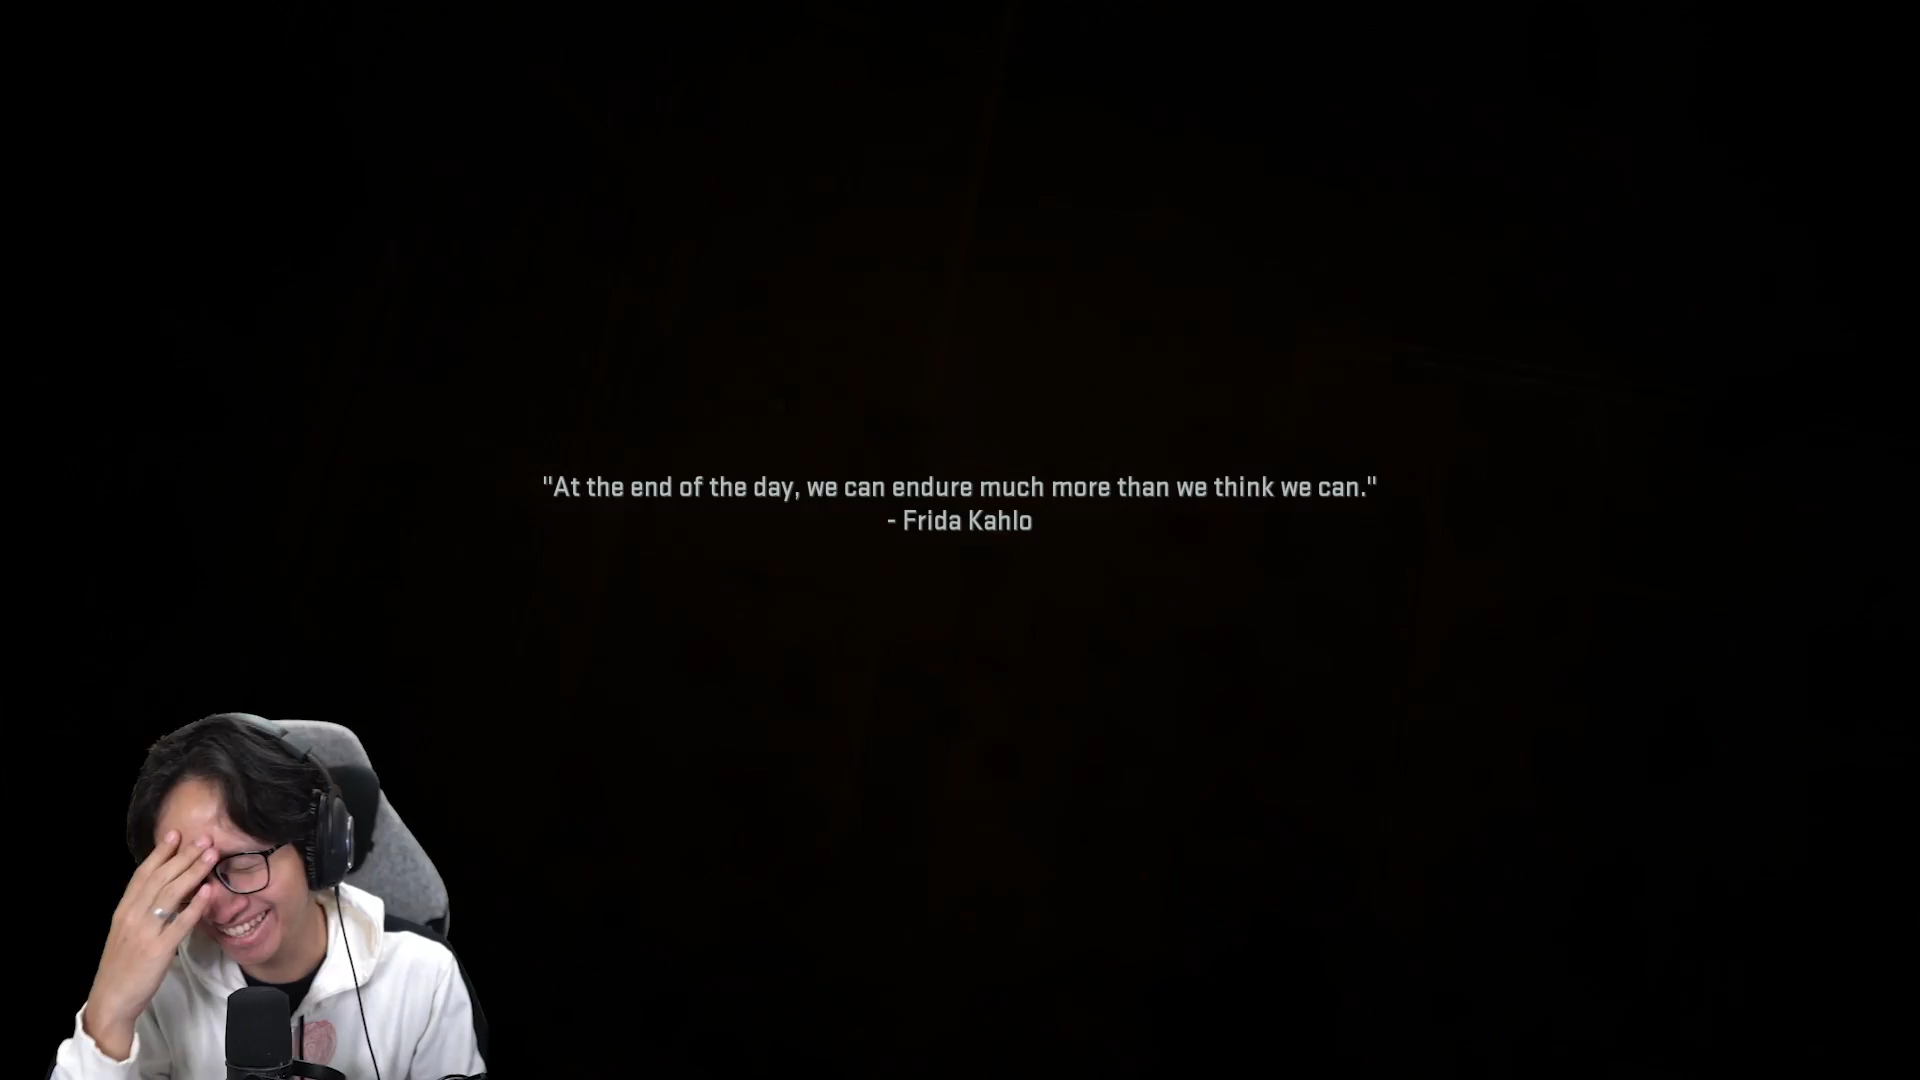 "At the end of the day, we can endure much more than we think we can."
- Frida Kahlo